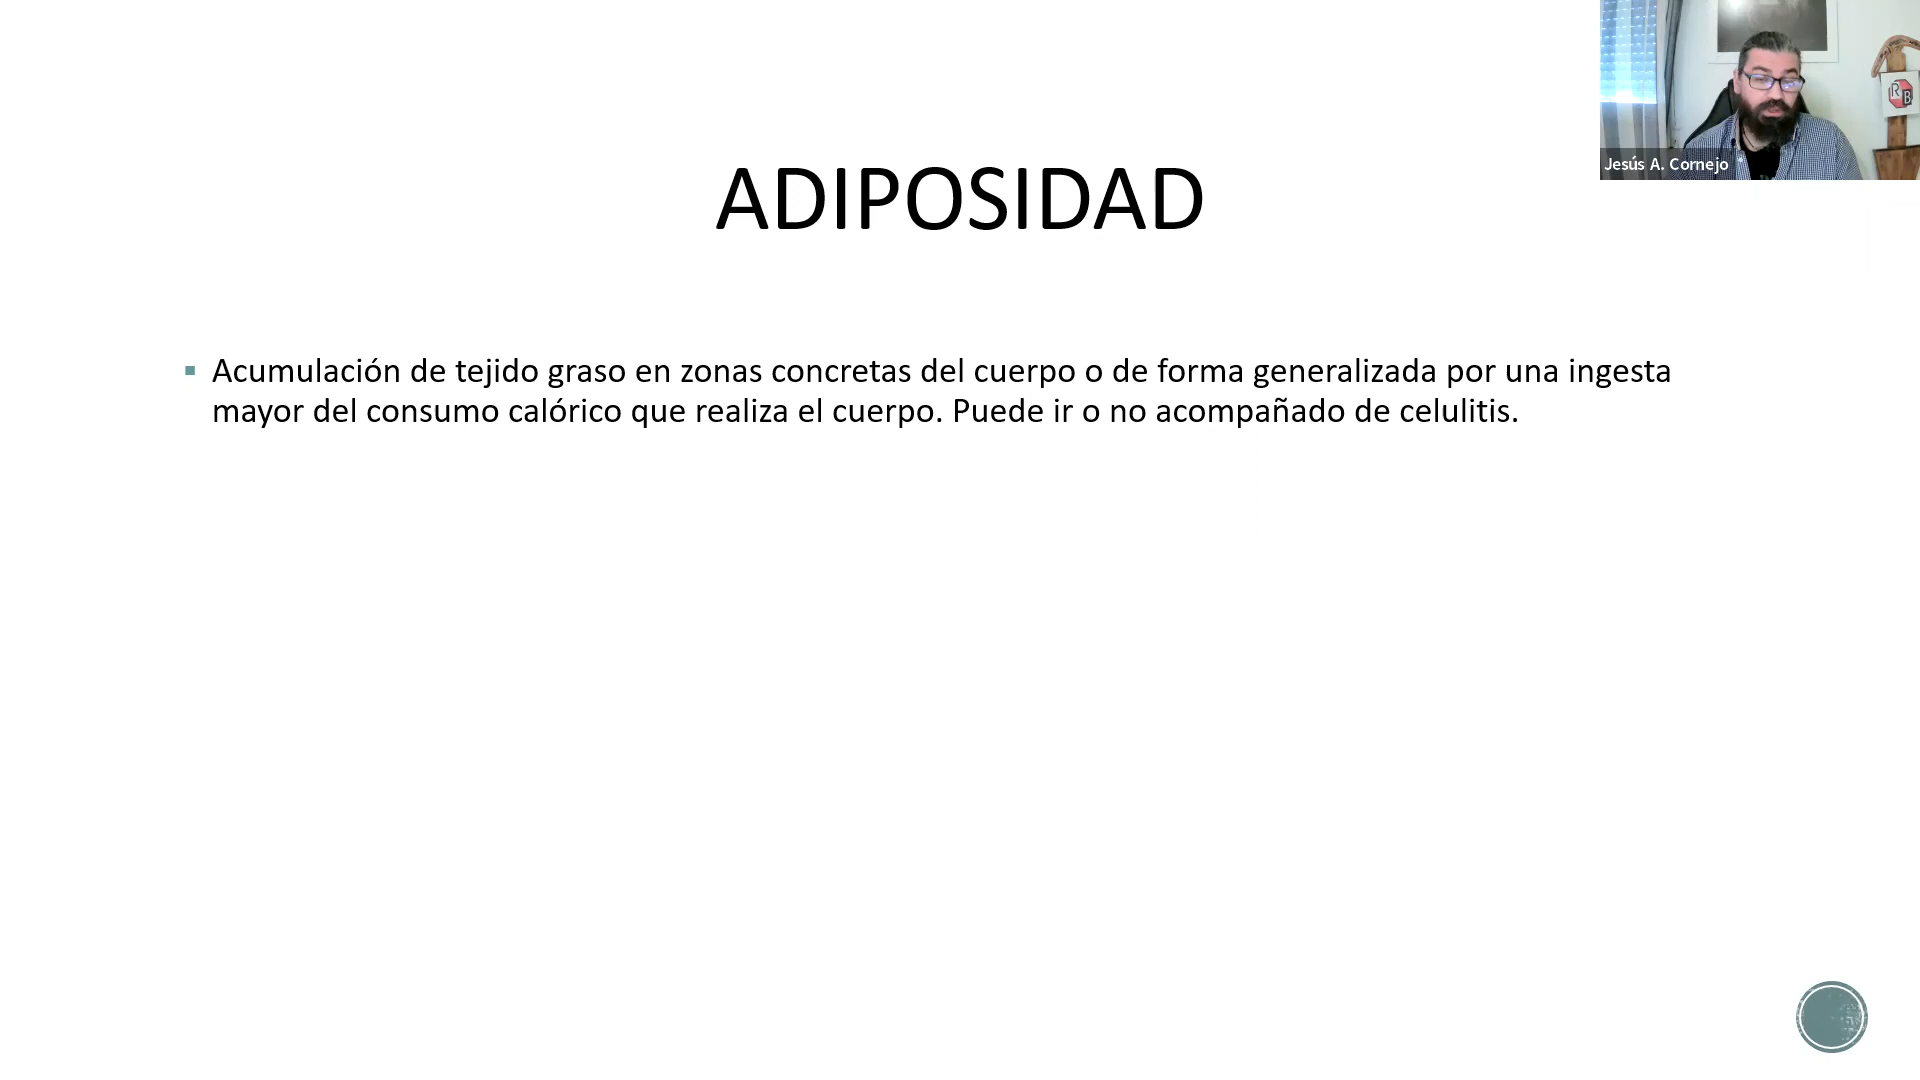 R
B
Jesús A. Cornejo
ADIPOSIDAD
Acumulación de tejido graso en zonas concretas del cuerpo o de forma generalizada por una ingesta
mayor del consumo calórico que realiza el cuerpo. Puede ir o no acompañado de celulitis.